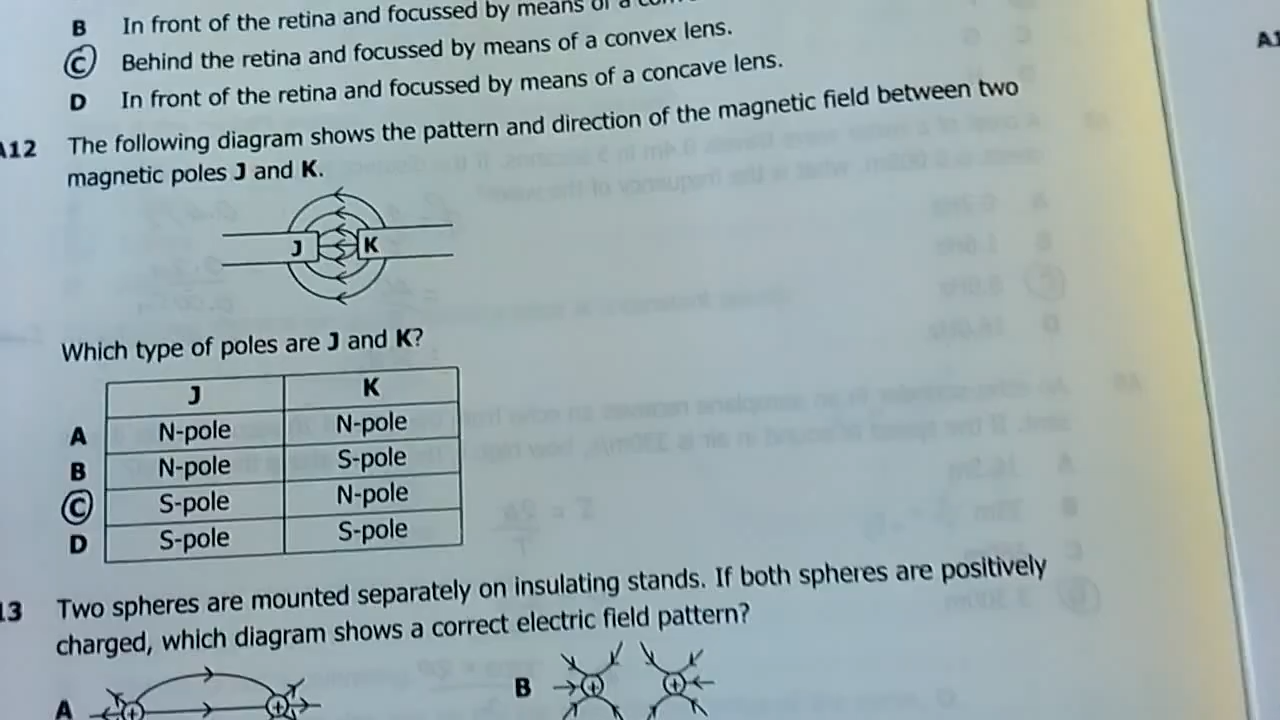 B In front of the retina and focussed by means of a
C Behind the retina and focussed by means of a convex lens.
D In front of the retina and focussed by means of a concave lens.
A12 The following diagram shows the pattern and direction of the magnetic field between two
magnetic poles J and K.
J K
Which type of poles are J and K?
J K
A N-pole N-pole
B N-pole S-pole
C S-pole N-pole
D S-pole S-pole
13 Two spheres are mounted separately on insulating stands. If both spheres are positively
charged, which diagram shows a correct electric field pattern?
A + +
B + +